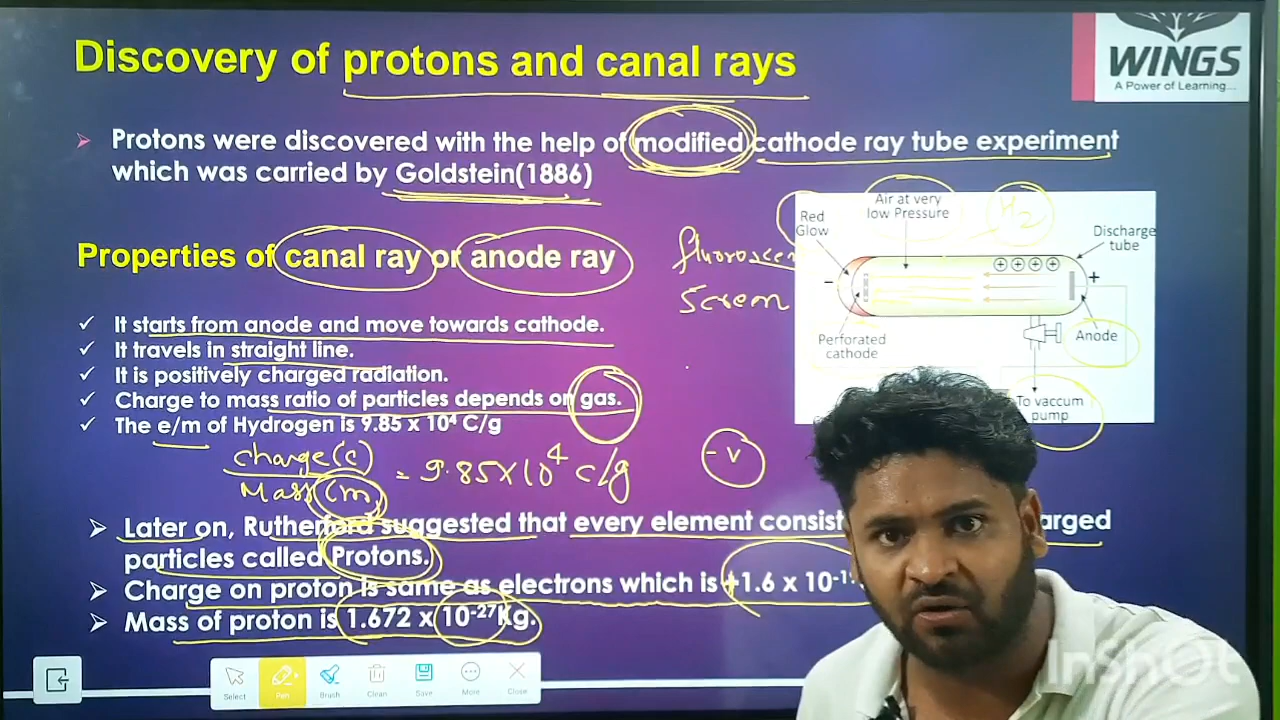 Discovery of protons and canal rays
WINGS
A Power of Learning...
Protons were discovered with the help of modified cathode ray tube experiment
which was carried by Goldstein(1886)
Air at very
low Pressure
H2
Red
Glow
Discharge
tube
Properties of canal ray or anode ray
fluorescen
Screen
- +
Perforated
cathode
Anode
To vaccum
pump
It starts from anode and move towards cathode.
It travels in straight line.
It is positively charged radiation.
Charge to mass ratio of particles depends on gas.
The e/m of Hydrogen is 9.85 x 10⁴ C/g
charge(c)
Mass (m) = 9.85×10⁴ c/g
- v
Later on, Rutherford suggested that every element consist arged
particles called Protons.
Charge on proton is same as electrons which is +1.6 x 10
Mass of proton is 1.672 x 10⁻²⁷Kg.
Select Pen Brush Clean Save More Close
InShOt